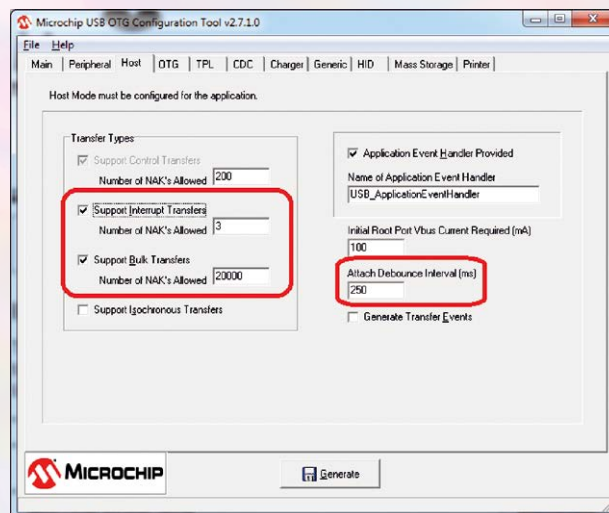 Microchip USB OTG Configuration Tool v2.7.1.0
File Help
Main Peripheral Host OTG TPL CDC Charger Generic HID Mass Storage Printer
Host Mode must be configured for the application.
Transfer Types
Support Control Transfers
Number of NAK's Allowed 200
Support Interrupt Transfers
Number of NAK's Allowed 3
Support Bulk Transfers
Number of NAK's Allowed 20000
Support Isochronous Transfers
Application Event Handler Provided
Name of Application Event Handler
USB_ApplicationEventHandler
Initial Root Port Vbus Current Required (mA)
100
Attach Debounce Interval (ms)
250
Generate Transfer Events
MICROCHIP
Generate